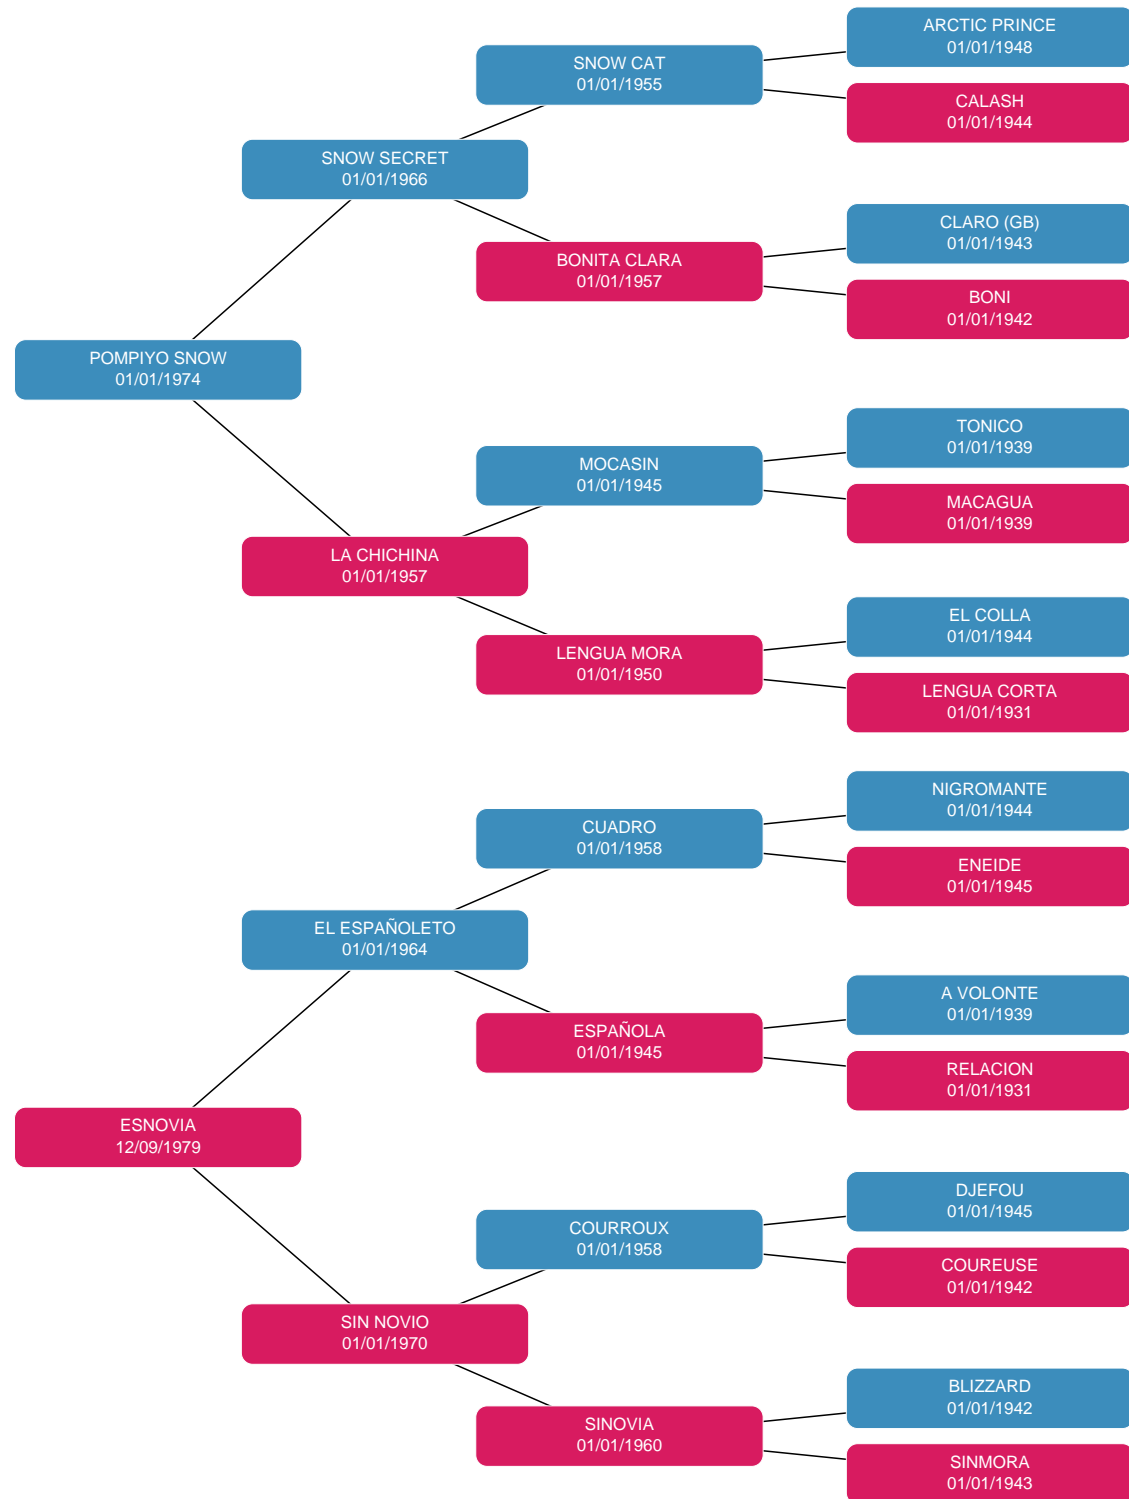 ARCTIC PRINCE
01/01/1948
SNOW CAT
01/01/1955
CALASH
01/01/1944
SNOW SECRET
01/01/1966
CLARO (GB)
01/01/1943
BONITA CLARA
01/01/1957
BONI
01/01/1942
POMPIYO SNOW
01/01/1974
TONICO
01/01/1939
MOCASIN
01/01/1945
MACAGUA
01/01/1939
LA CHICHINA
01/01/1957
EL COLLA
01/01/1944
LENGUA MORA
01/01/1950
LENGUA CORTA
01/01/1931
NIGROMANTE
01/01/1944
CUADRO
01/01/1958
ENEIDE
01/01/1945
EL ESPAÑOLETO
01/01/1964
A VOLONTE
01/01/1939
ESPAÑOLA
01/01/1945
RELACION
01/01/1931
ESNOVIA
12/09/1979
DJEFOU
01/01/1945
COURROUX
01/01/1958
COUREUSE
01/01/1942
SIN NOVIO
01/01/1970
BLIZZARD
01/01/1942
SINOVIA
01/01/1960
SINMORA
01/01/1943